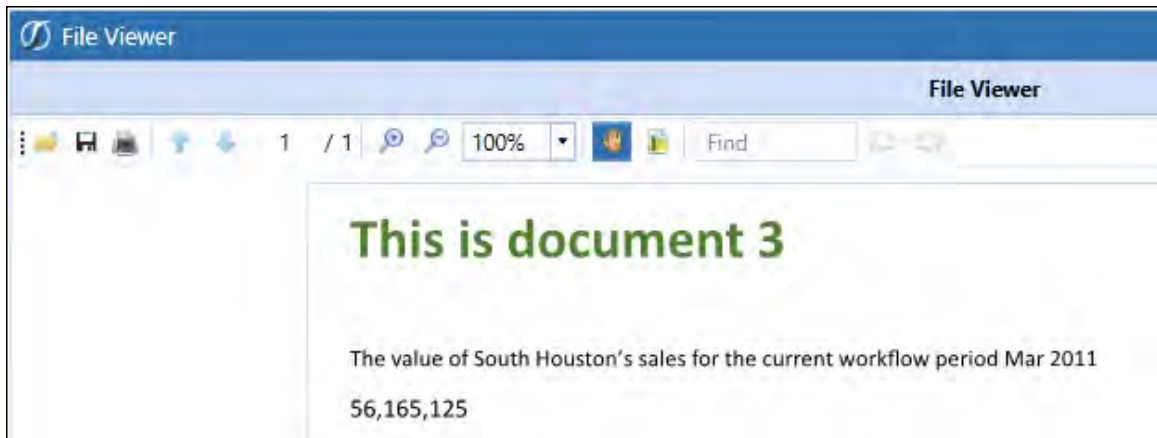 File Viewer
File Viewer
1 / 1 100% Find
This is document 3
The value of South Houston’s sales for the current workflow period Mar 2011
56,165,125